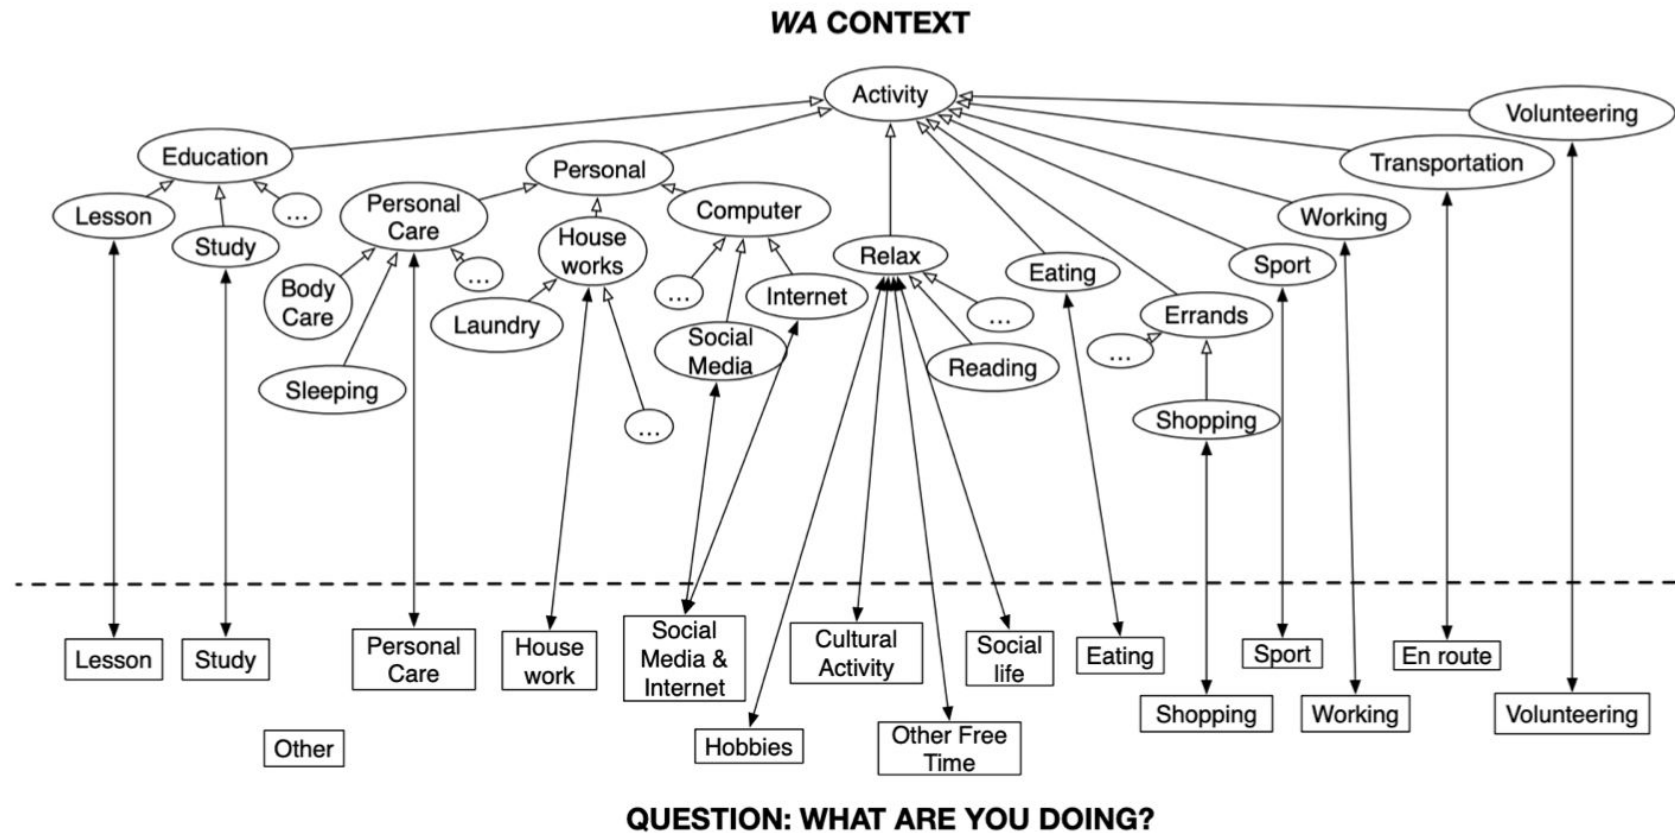 WA CONTEXT
Activity
Volunteering
Education
Personal
Transportation
Lesson
...
Personal
Care
Computer
Working
Study
House
works
Relax
Sport
Body
Care
...
...
Internet
Eating
Laundry
...
Errands
Social
Media
Reading
...
Sleeping
...
Shopping
Lesson
Study
Personal
Care
House
work
Social
Media &
Internet
Cultural
Activity
Social
life
Eating
Sport
En route
Shopping
Working
Volunteering
Other
Hobbies
Other Free
Time
QUESTION: WHAT ARE YOU DOING?